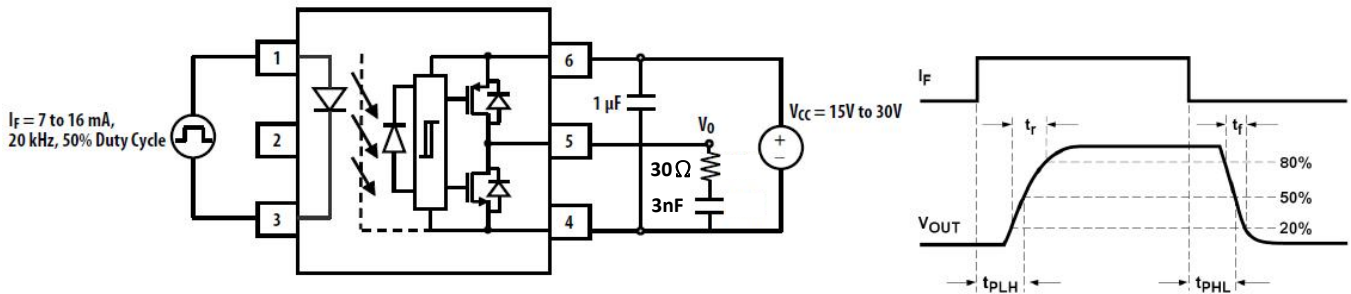 1
6
I_F = 7 to 16 mA,
20 kHz, 50% Duty Cycle
2
1 µF
V_CC = 15V to 30V
V_O
5
30Ω
3nF
3
4
I_F
t_r
t_f
80%
50%
20%
V_OUT
t_PLH
t_PHL